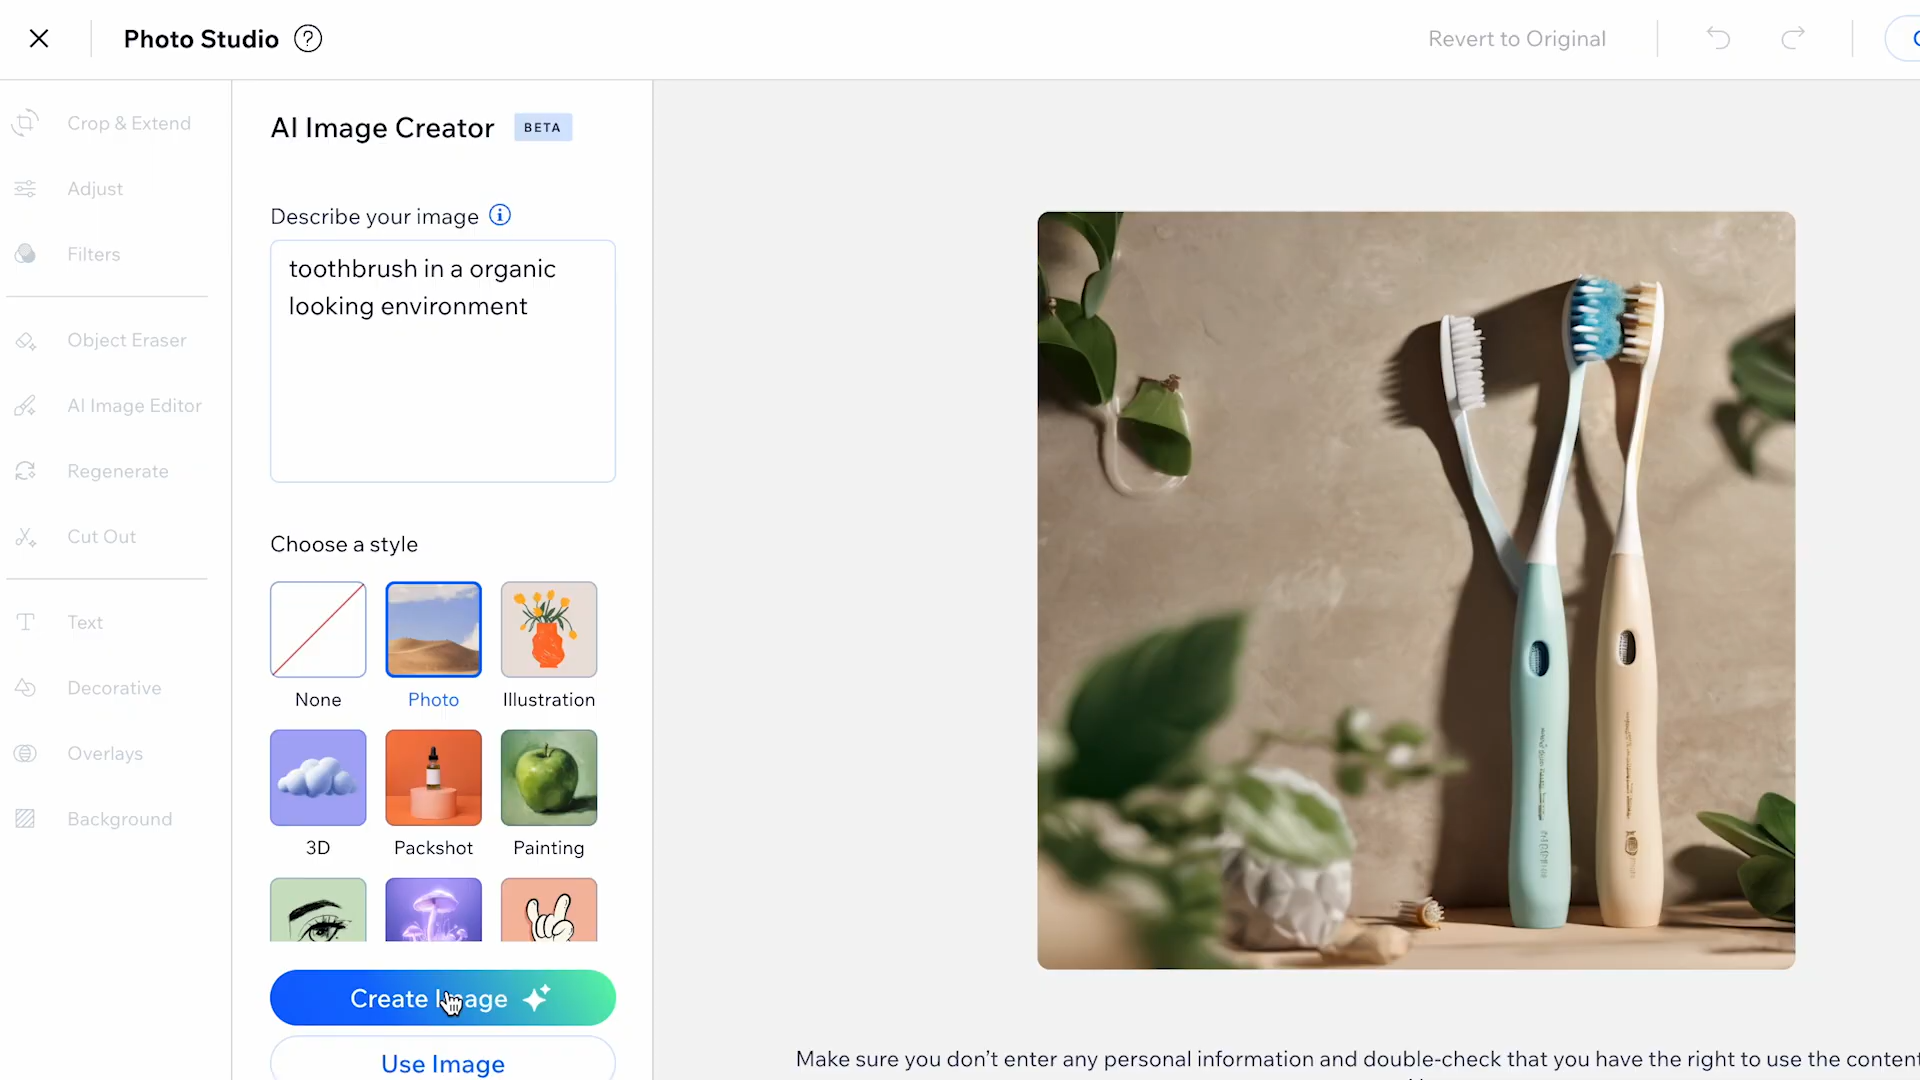 Photo Studio ?
Revert to Original
Crop & Extend
Adjust
Filters
Object Eraser
AI Image Editor
Regenerate
Cut Out
Text
Decorative
Overlays
Background
AI Image Creator BETA
Describe your image
toothbrush in a organic
looking environment
Choose a style
None Photo Illustration
3D Packshot Painting
Create Image
Use Image
Make sure you don't enter any personal information and double-check that you have the right to use the content